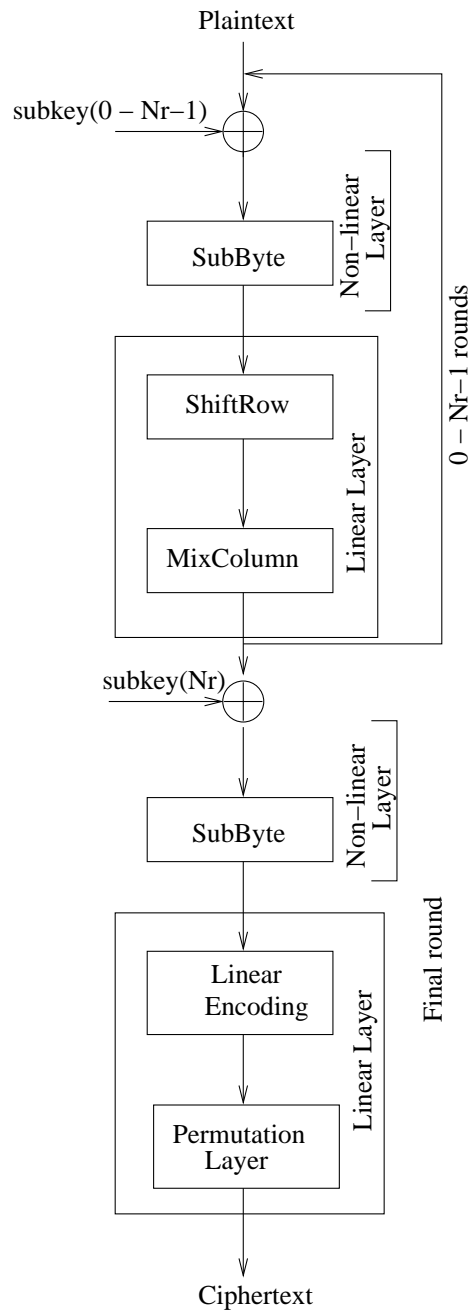 Plaintext
subkey(0 − Nr−1)
SubByte
Non−linear
Layer
ShiftRow
MixColumn
Linear Layer
0 − Nr−1 rounds
subkey(Nr)
SubByte
Non−linear
Layer
Linear
Encoding
Permutation
Layer
Linear Layer
Final round
Ciphertext